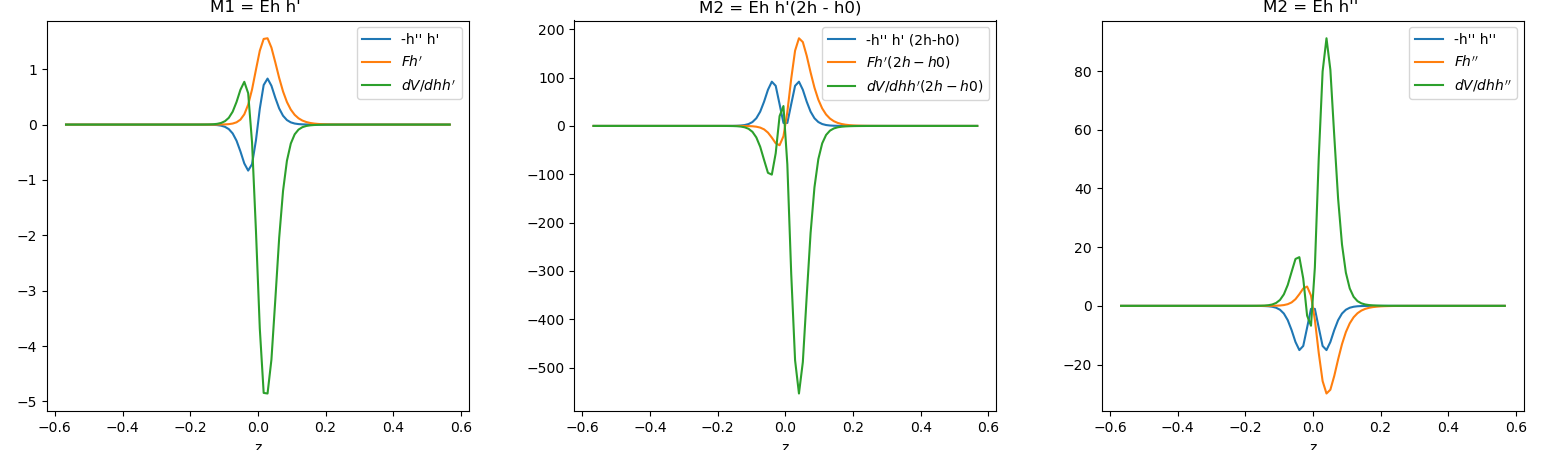 M1 = Eh h'
-h'' h'
Fh′
dV/dhh′
1
0
−1
−2
−3
−4
−5
−0.6
−0.4
−0.2
0.0
0.2
0.4
0.6
z
M2 = Eh h'(2h - h0)
-h'' h' (2h-h0)
Fh′(2h − h0)
dV/dhh′(2h − h0)
200
100
0
−100
−200
−300
−400
−500
−0.6
−0.4
−0.2
0.0
0.2
0.4
0.6
z
M2 = Eh h''
-h'' h''
Fh′′
dV/dhh′′
80
60
40
20
0
−20
−0.6
−0.4
−0.2
0.0
0.2
0.4
0.6
z